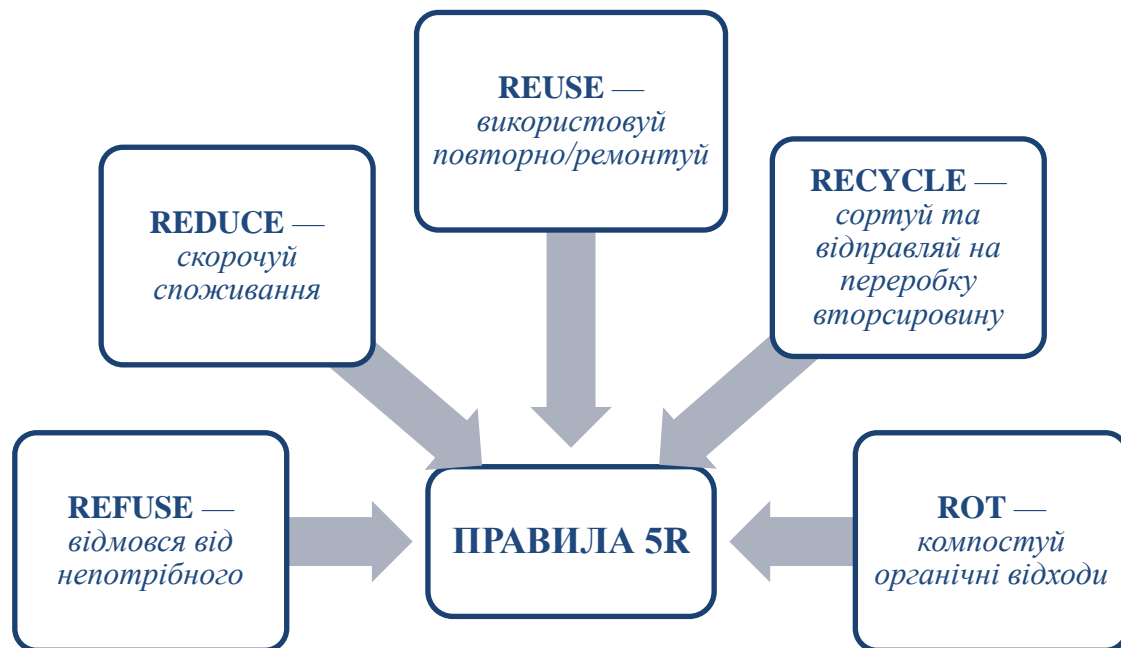 REUSE —
використовуй
повторно/ремонтуй
REDUCE —
скорочуй
споживання
RECYCLE —
сортуй та
відправляй на
переробку
вторсировину
REFUSE —
відмовся від
непотрібного
ПРАВИЛА 5R
ROT —
компостуй
органічні відходи